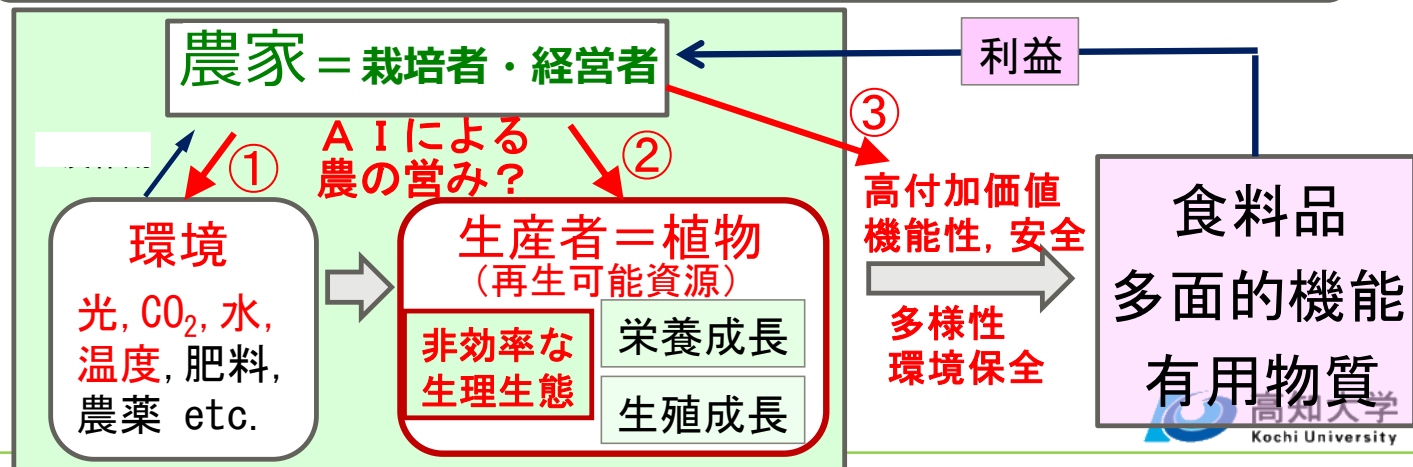 農家＝栽培者・経営者
利益
ＡＩによる
農の営み？
①
②
③
環境
光, CO₂, 水,
温度, 肥料,
農薬 etc.
生産者＝植物
(再生可能資源)
非効率な
生理生態
栄養成長
生殖成長
高付加価値
機能性, 安全
多様性
環境保全
食料品
多面的機能
有用物質
高知大学
Kochi University